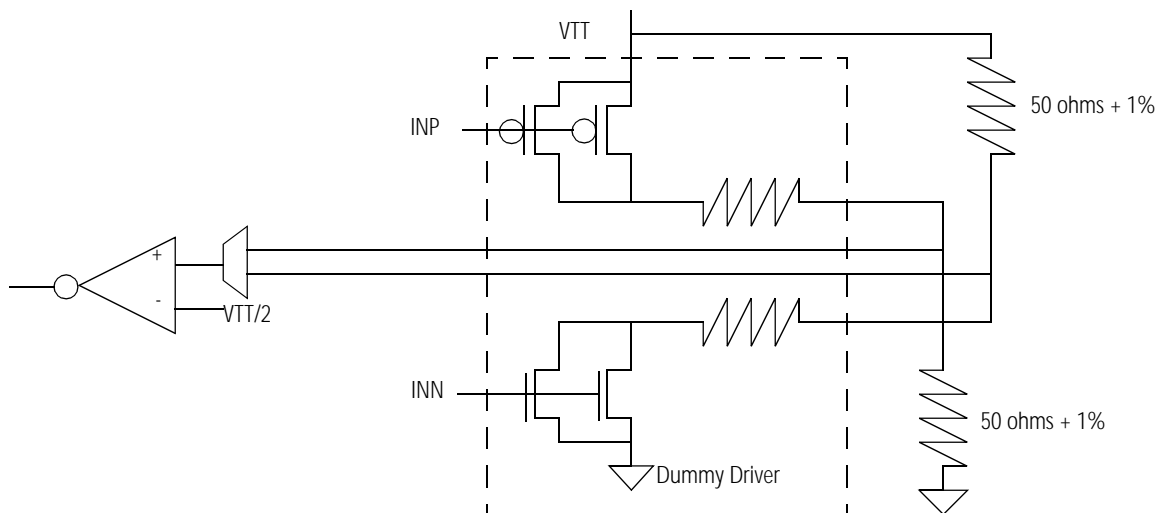 VTT
50 ohms + 1%
INP
+
-
VTT/2
INN
50 ohms + 1%
Dummy Driver